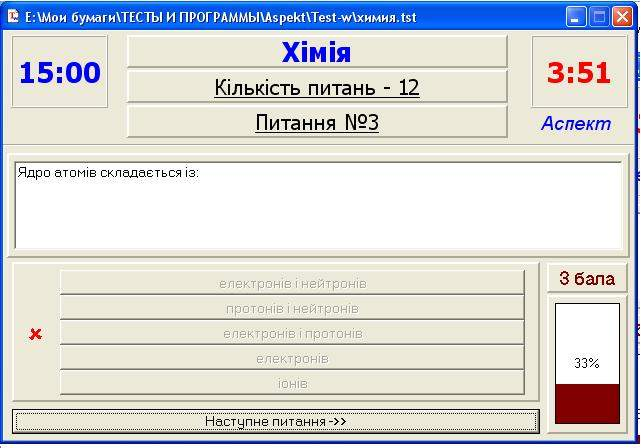 E:\Мои бумаги\ТЕСТЫ И ПРОГРАММЫ\Aspekt\Test-w\химия.tst
15:00
Хімія
3:51
Кількість питань - 12
Питання №3
Аспект
Ядро атомів складається із:
електронів і нейтронів
3 бала
протонів і нейтронів
електронів і протонів
електронів
33%
іонів
Наступне питання ->>